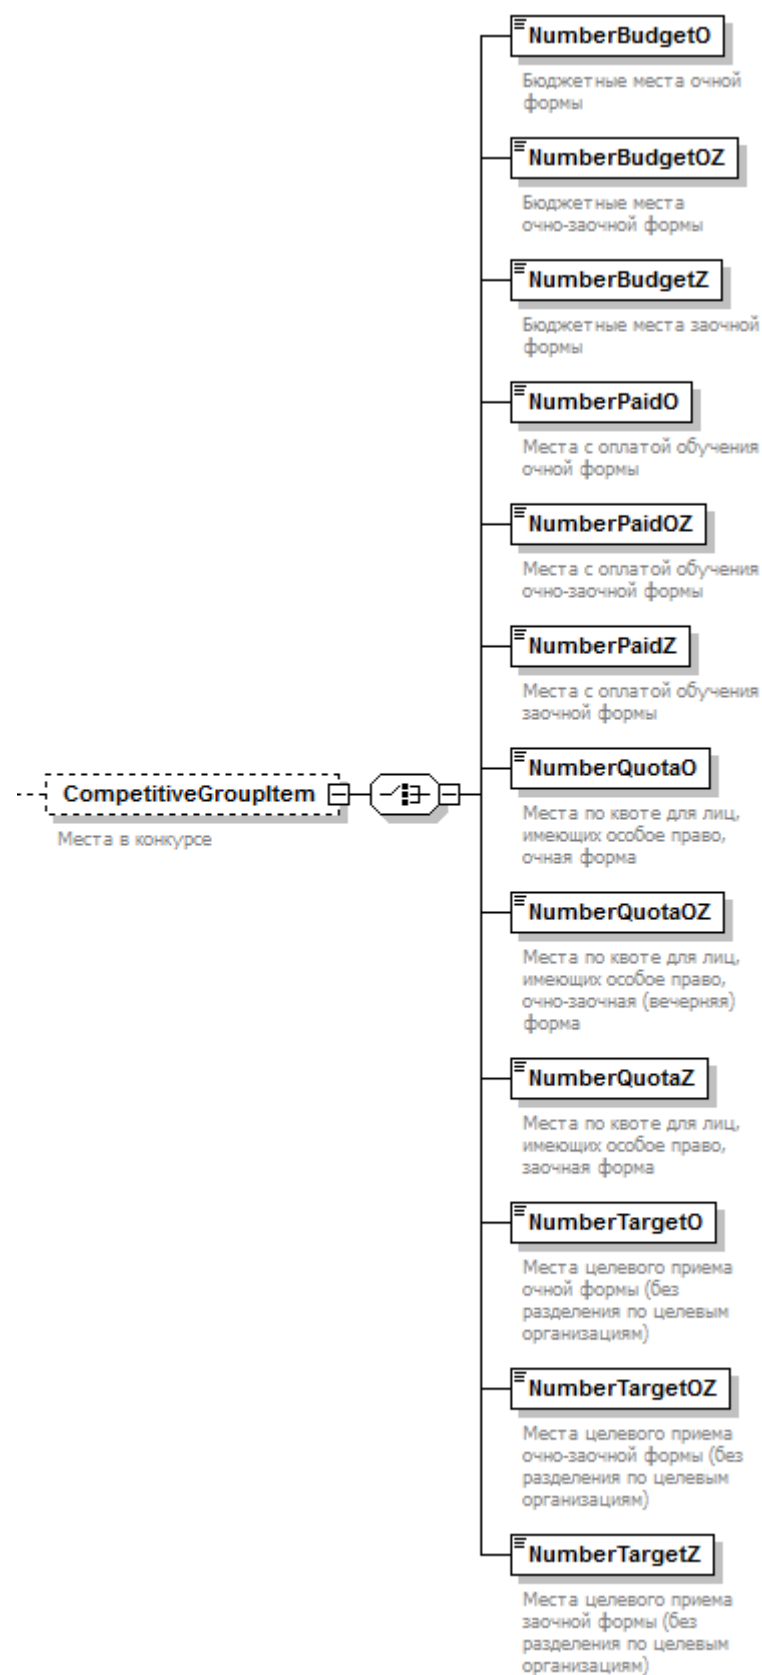 NumberBudgetO
Бюджетные места очной
формы
NumberBudgetOZ
Бюджетные места
очно-заочной формы
NumberBudgetZ
Бюджетные места заочной
формы
NumberPaidO
Места с оплатой обучения
очной формы
NumberPaidOZ
Места с оплатой обучения
очно-заочной формы
NumberPaidZ
Места с оплатой обучения
заочной формы
CompetitiveGroupItem
Места в конкурсе
NumberQuotaO
Места по квоте для лиц,
имеющих особое право,
очная форма
NumberQuotaOZ
Места по квоте для лиц,
имеющих особое право,
очно-заочная (вечерняя)
форма
NumberQuotaZ
Места по квоте для лиц,
имеющих особое право,
заочная форма
NumberTargetO
Места целевого приема
очной формы (без
разделения по целевым
организациям)
NumberTargetOZ
Места целевого приема
очно-заочной формы (без
разделения по целевым
организациям)
NumberTargetZ
Места целевого приема
заочной формы (без
разделения по целевым
организациям)